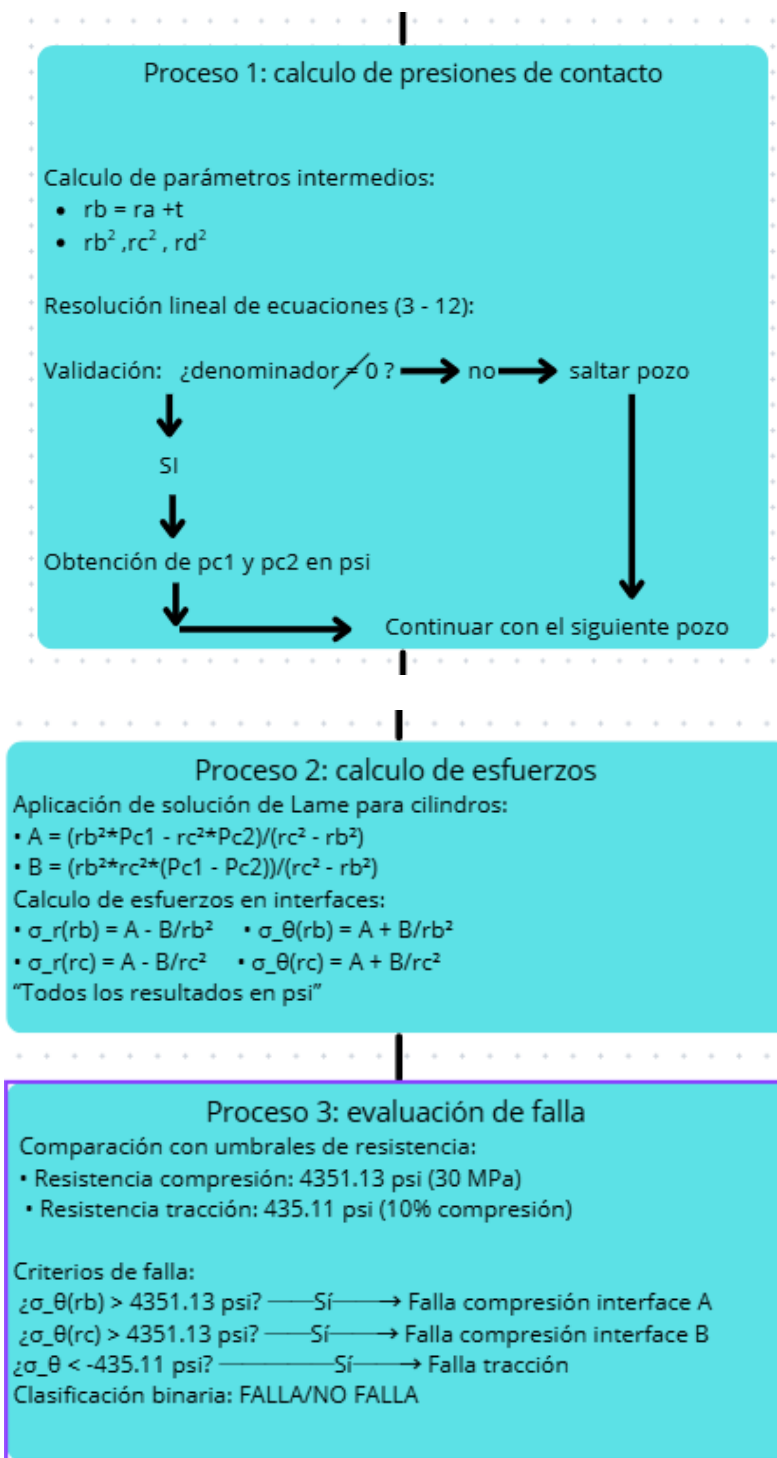 Proceso 1: calculo de presiones de contacto
Calculo de parámetros intermedios:
• rb = ra +t
• rb² ,rc² , rd²
Resolución lineal de ecuaciones (3 - 12):
Validación: ¿denominador ≠ 0 ? → no → saltar pozo
SI
Obtención de pc1 y pc2 en psi
Continuar con el siguiente pozo
Proceso 2: calculo de esfuerzos
Aplicación de solución de Lame para cilindros:
• A = (rb²*Pc1 - rc²*Pc2)/(rc² - rb²)
• B = (rb²*rc²*(Pc1 - Pc2))/(rc² - rb²)
Calculo de esfuerzos en interfaces:
• σ_r(rb) = A - B/rb² • σ_θ(rb) = A + B/rb²
• σ_r(rc) = A - B/rc² • σ_θ(rc) = A + B/rc²
“Todos los resultados en psi”
Proceso 3: evaluación de falla
Comparación con umbrales de resistencia:
• Resistencia compresión: 4351.13 psi (30 MPa)
• Resistencia tracción: 435.11 psi (10% compresión)
Criterios de falla:
¿σ_θ(rb) > 4351.13 psi? ───Sí───→ Falla compresión interface A
¿σ_θ(rc) > 4351.13 psi? ───Sí───→ Falla compresión interface B
¿σ_θ < -435.11 psi? ───────Sí───→ Falla tracción
Clasificación binaria: FALLA/NO FALLA